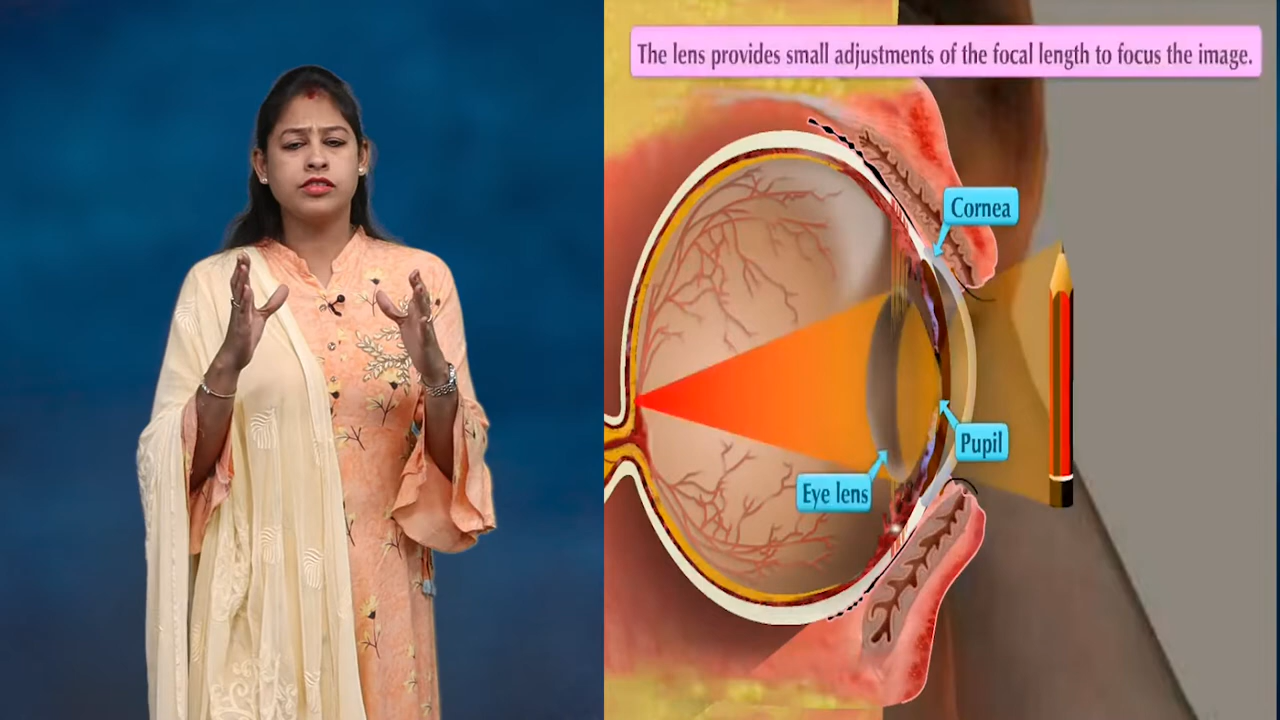 The lens provides small adjustments of the focal length to focus the image.
Cornea
Pupil
Eye lens